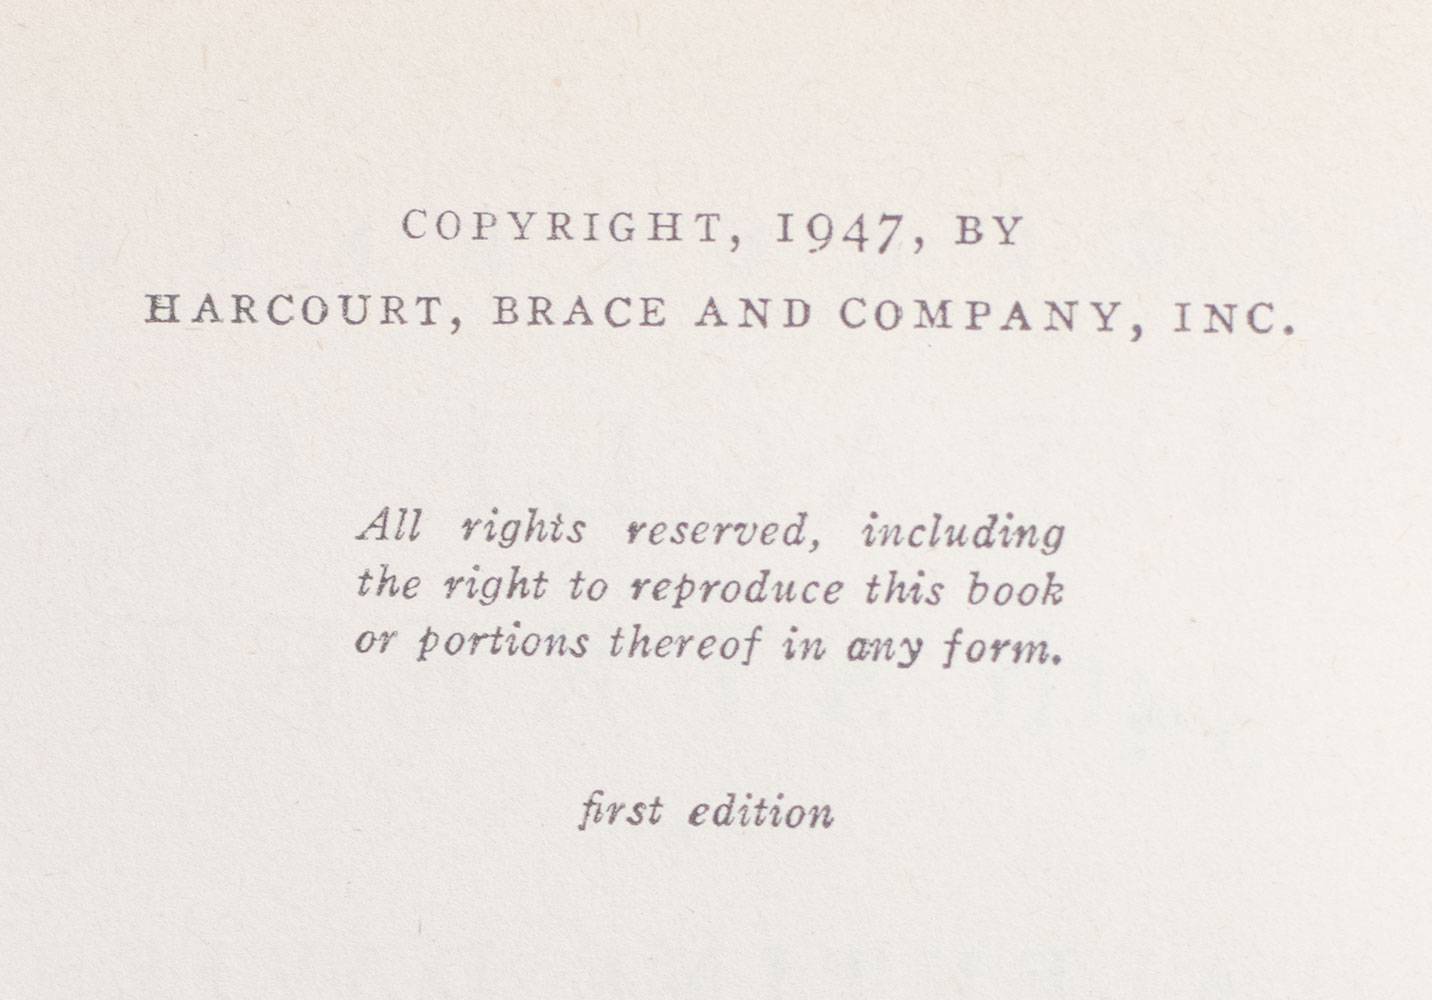 COPYRIGHT, 1947, BY
HARCOURT, BRACE AND COMPANY, INC.
All rights reserved, including
the right to reproduce this book
or portions thereof in any form.
first edition